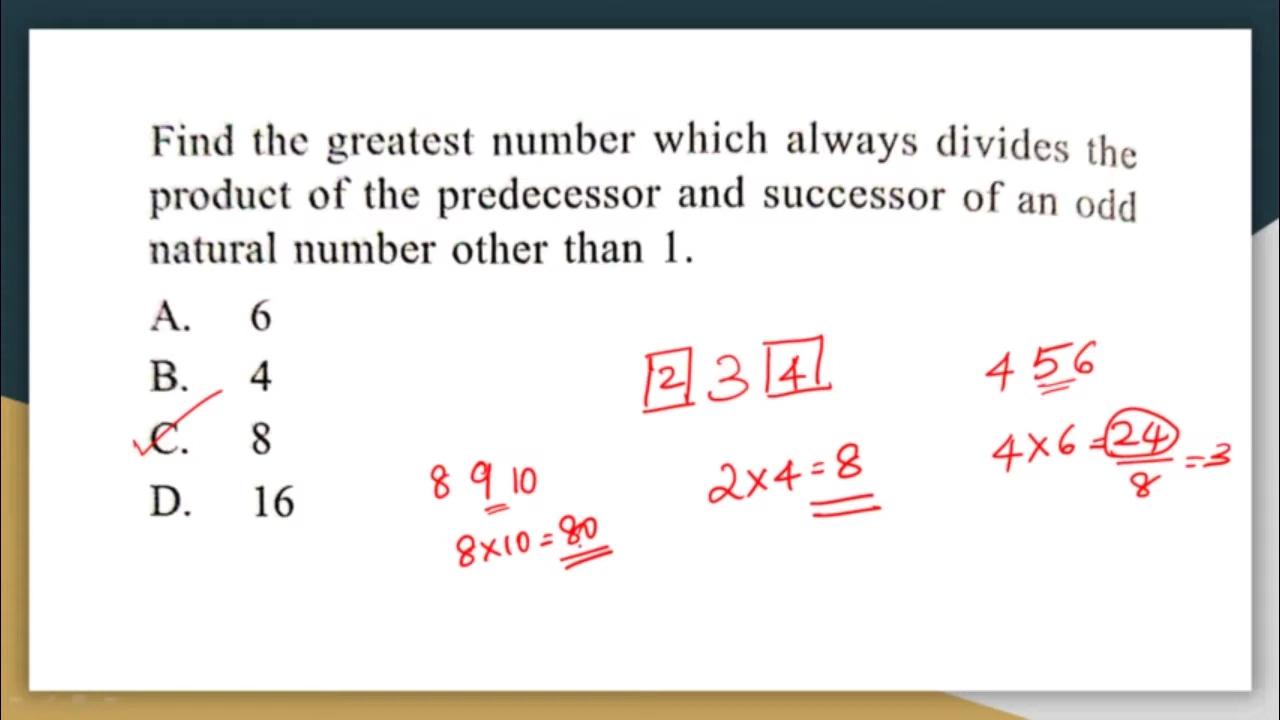 Find the greatest number which always divides the
product of the predecessor and successor of an odd
natural number other than 1.
A. 6
B. 4
C. 8
D. 16
2 3 4
2×4=8
4 5 6
4×6=24/8=3
8 9 10
8×10=80